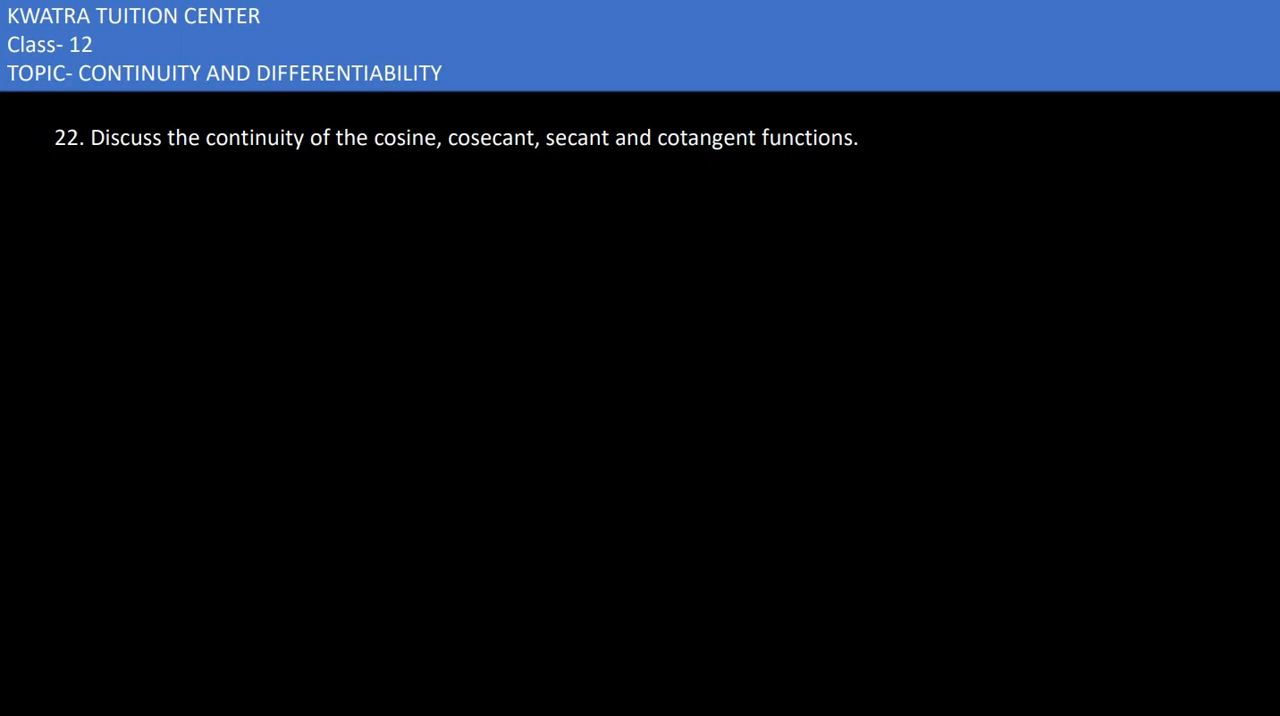 KWATRA TUITION CENTER
Class- 12
TOPIC- CONTINUITY AND DIFFERENTIABILITY
22. Discuss the continuity of the cosine, cosecant, secant and cotangent functions.